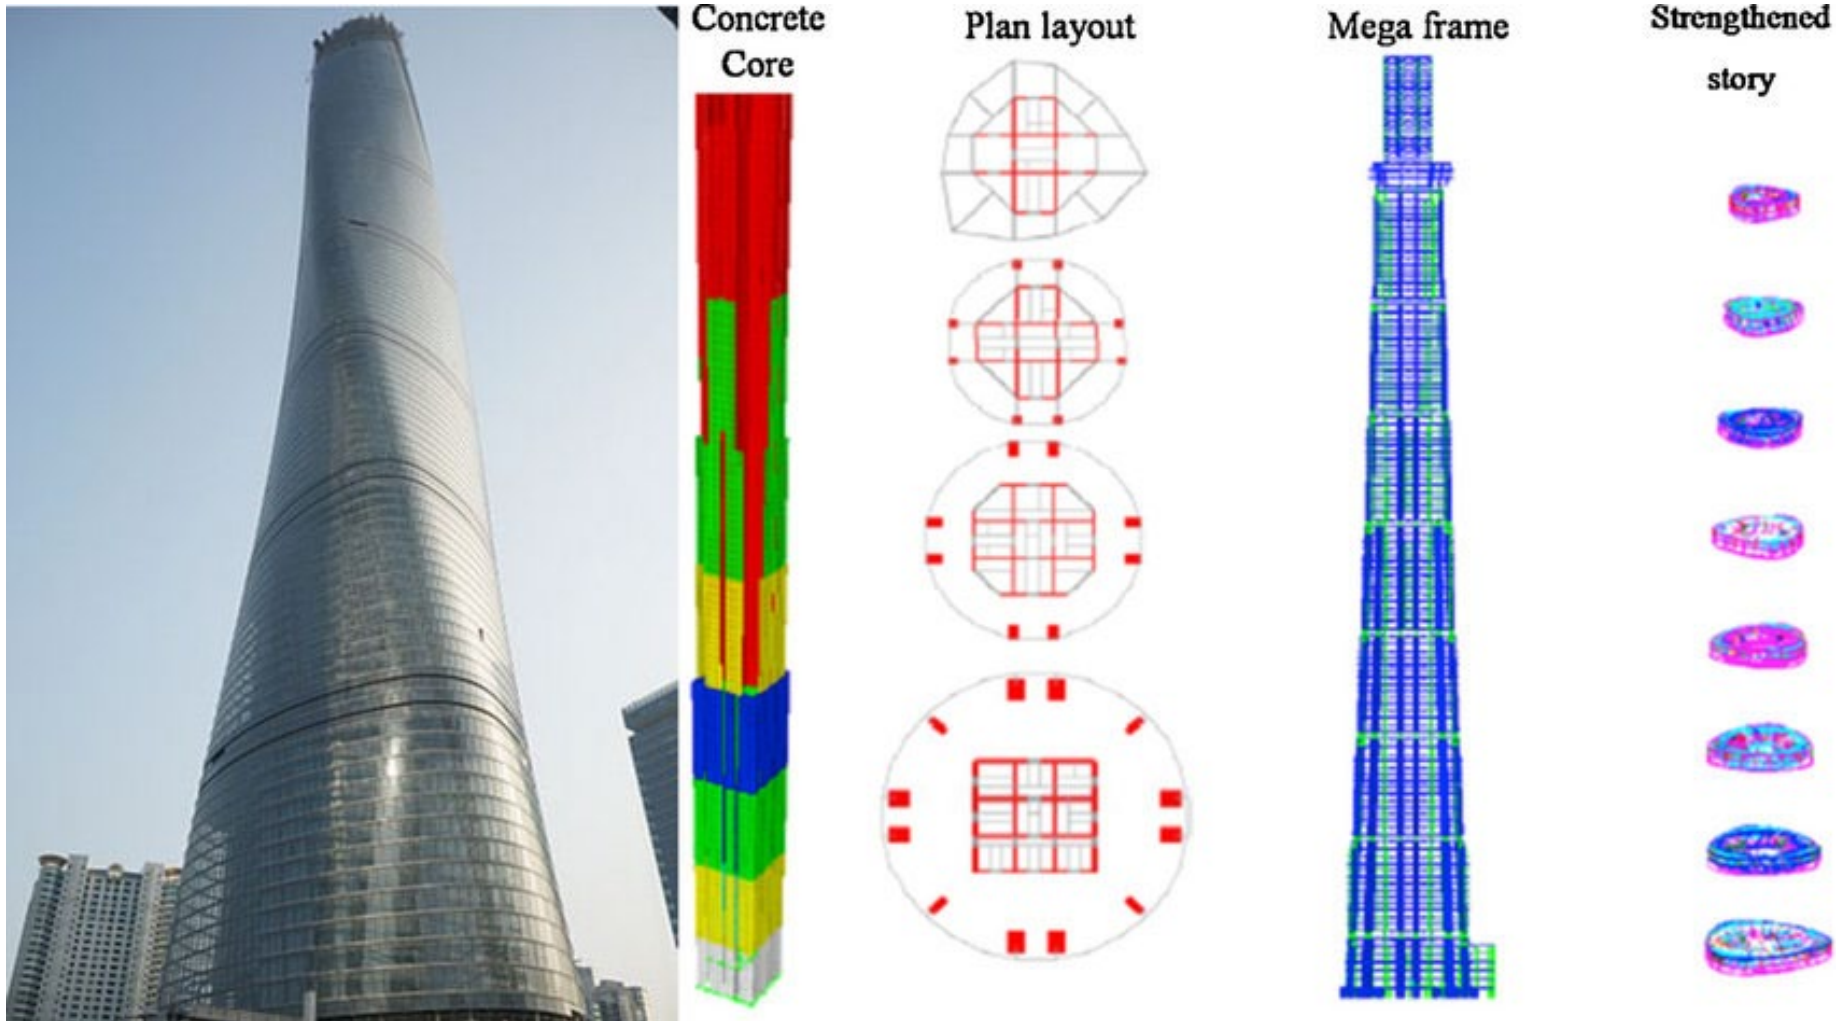 Concrete
Core
Plan layout
Mega frame
Strengthened
story